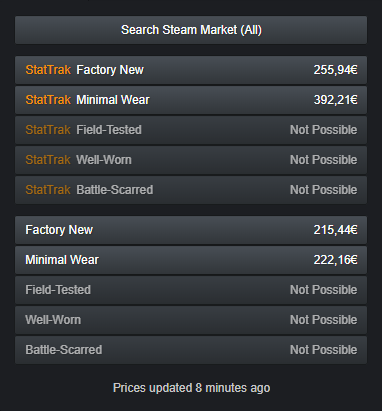 Search Steam Market (All)
StatTrak Factory New 255,94€
StatTrak Minimal Wear 392,21€
StatTrak Field-Tested Not Possible
StatTrak Well-Worn Not Possible
StatTrak Battle-Scarred Not Possible
Factory New 215,44€
Minimal Wear 222,16€
Field-Tested Not Possible
Well-Worn Not Possible
Battle-Scarred Not Possible
Prices updated 8 minutes ago